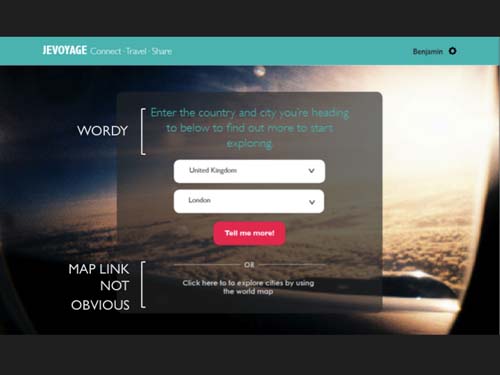 JEVOYAGE Connect · Travel · Share
Benjamin
WORDY
Enter the country and city you're heading
to below to find out more to start
exploring.
United Kingdom
London
Tell me more!
OR
MAP LINK
NOT
OBVIOUS
Click here to to explore cities by using
the world map